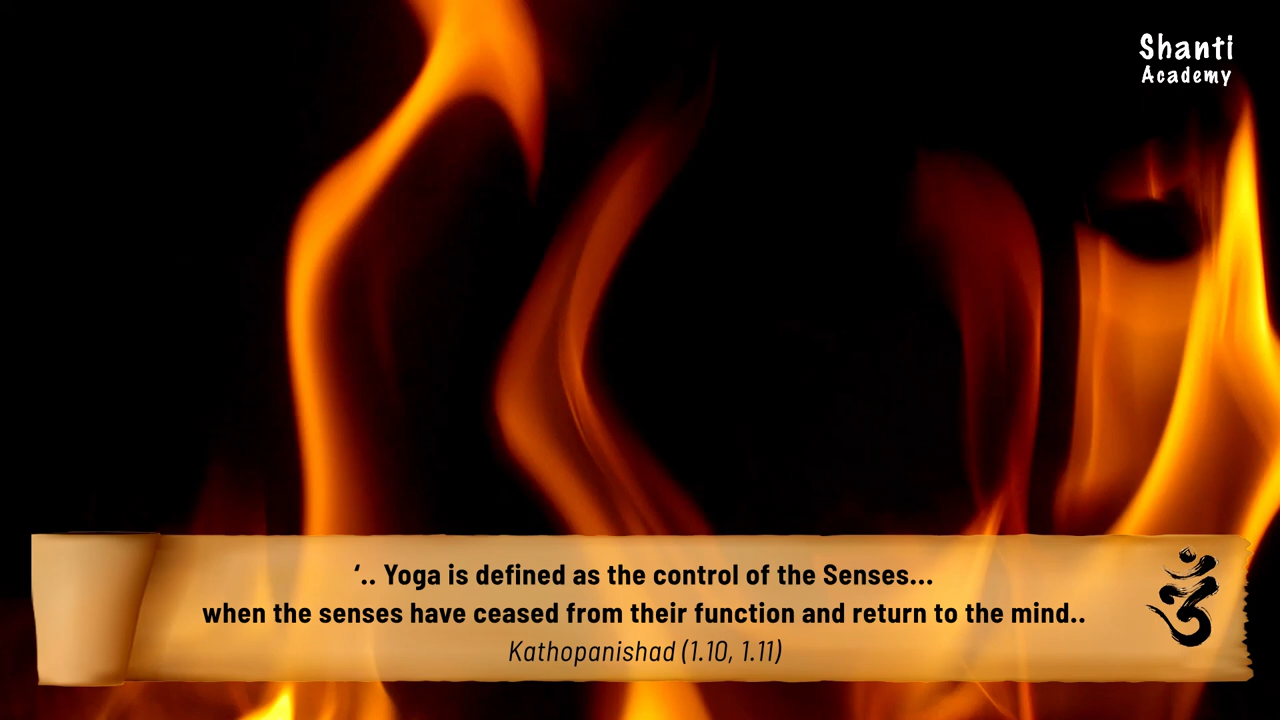 Shanti
Academy
‘.. Yoga is defined as the control of the Senses...
when the senses have ceased from their function and return to the mind..
Kathopanishad (1.10, 1.11)
ॐ